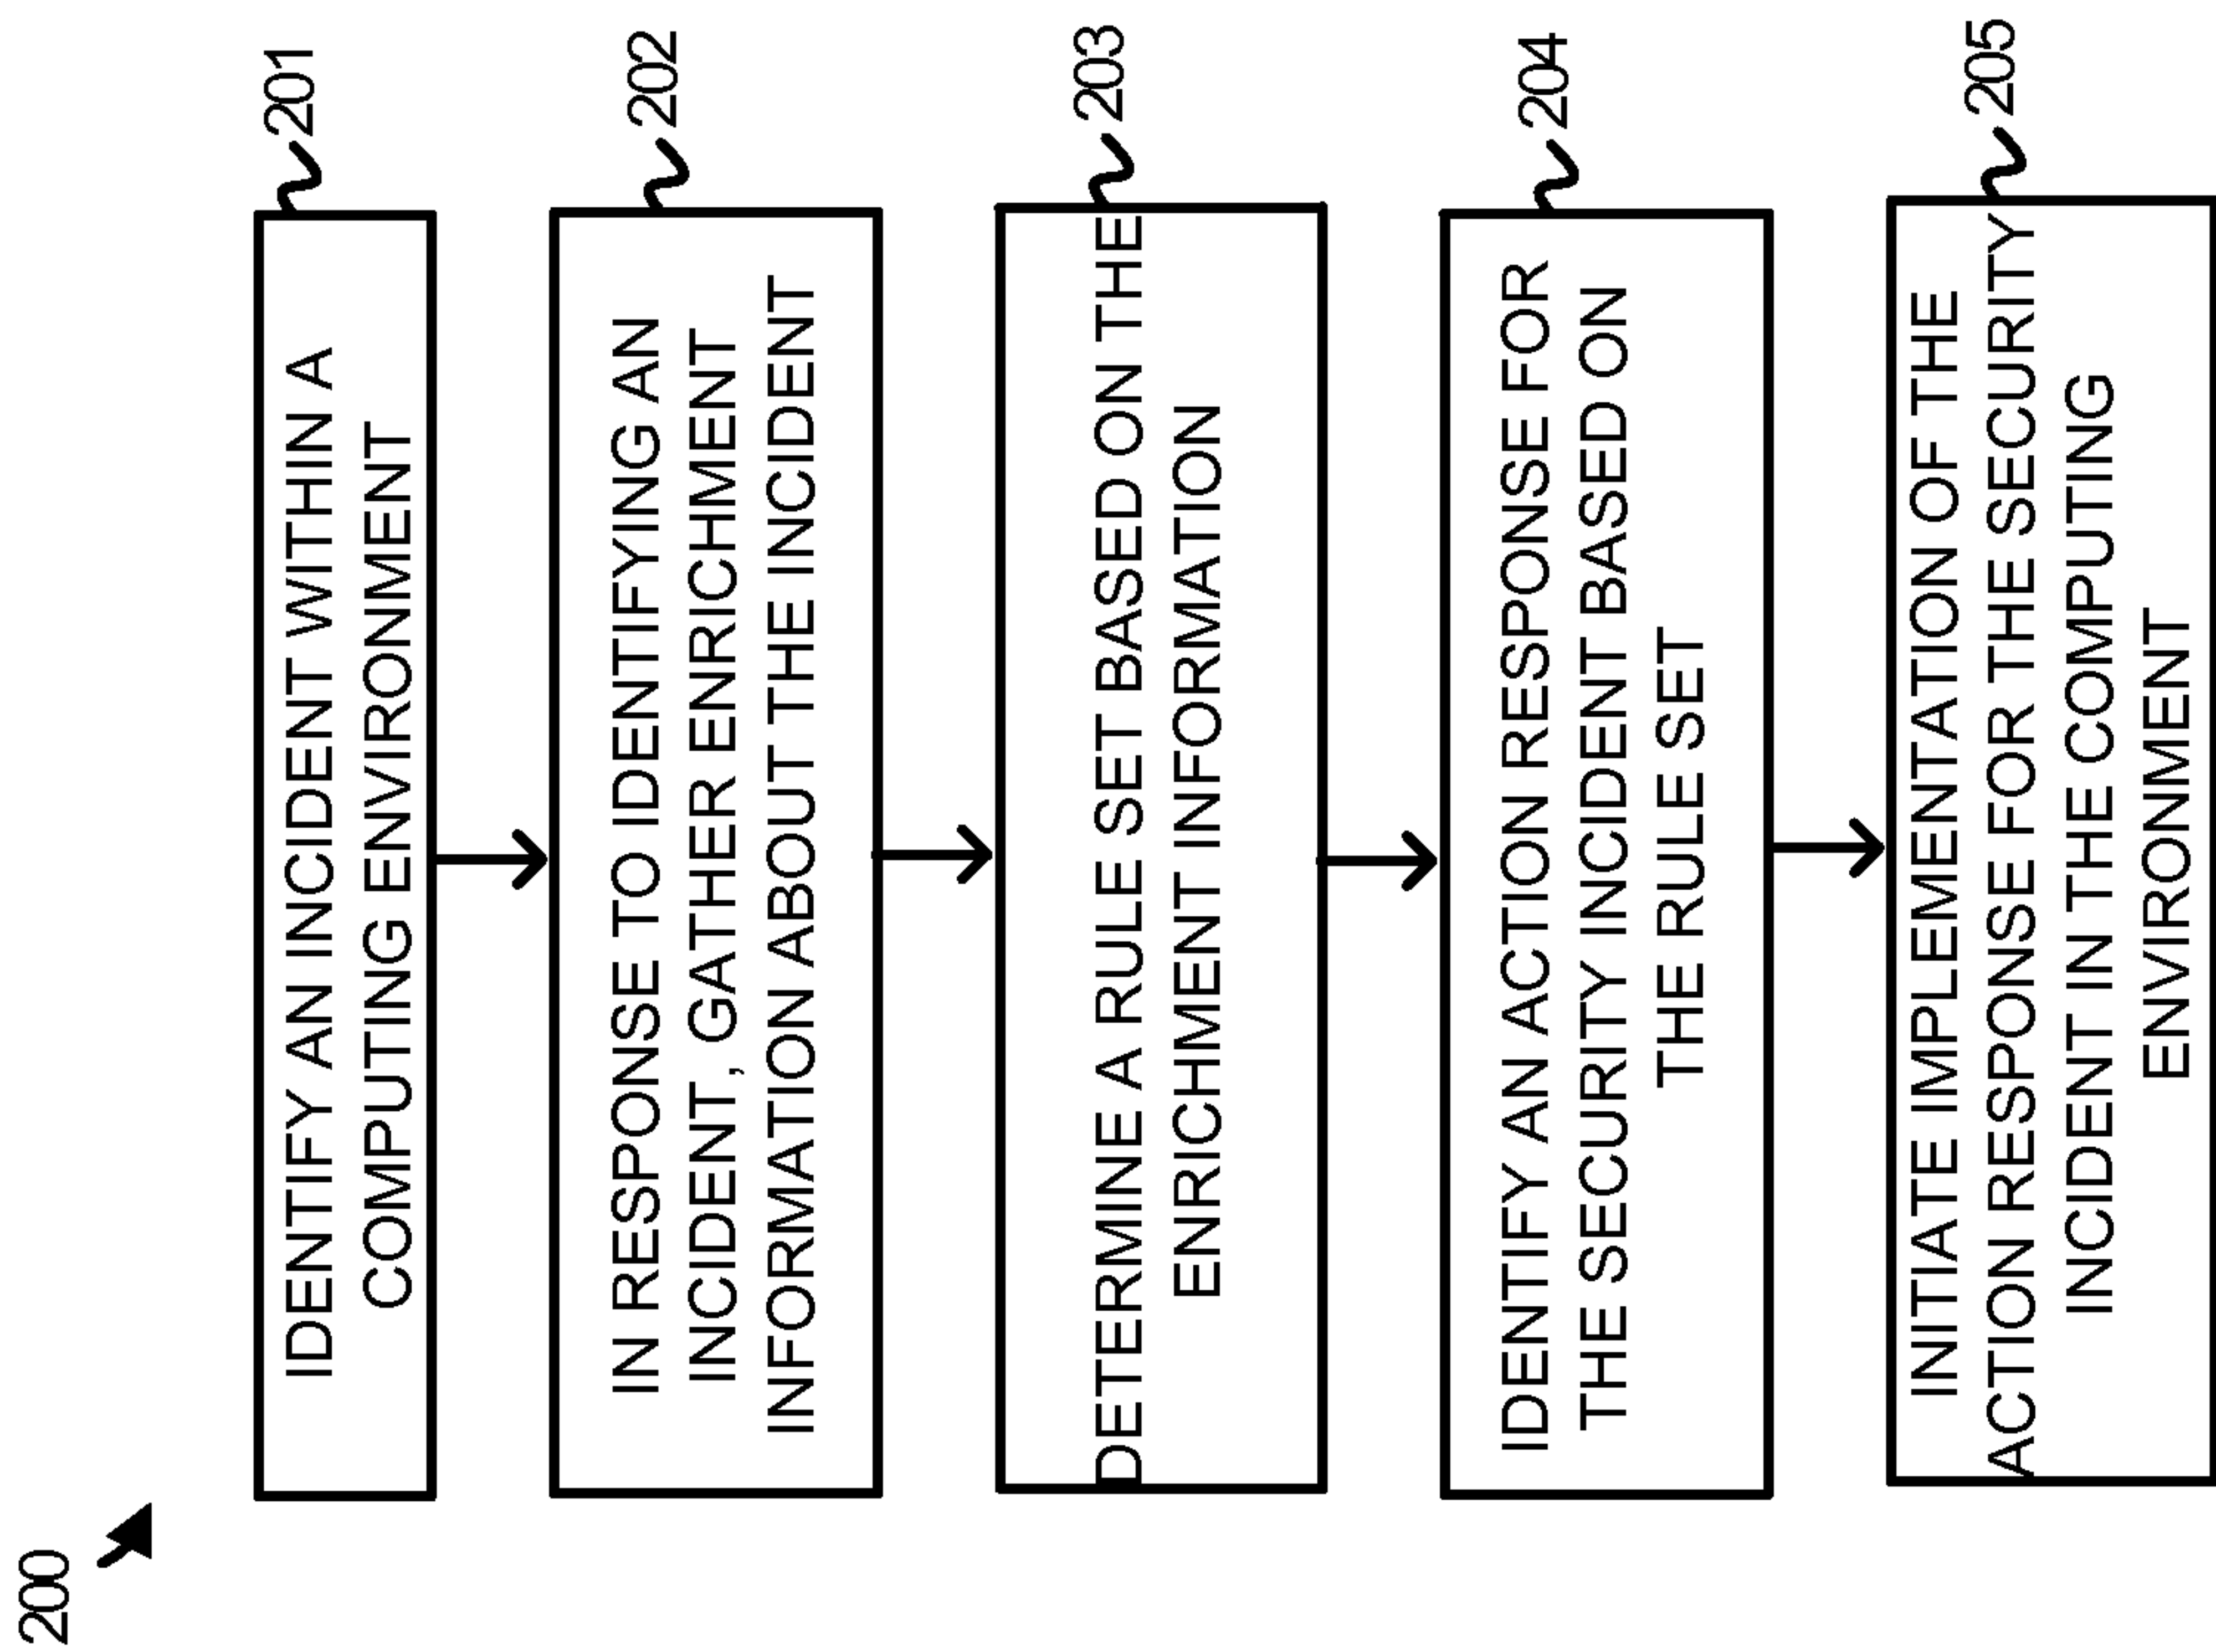 200
201
IDENTIFY AN INCIDENT WITHIN A
COMPUTING ENVIRONMENT
202
IN RESPONSE TO IDENTIFYING AN
INCIDENT, GATHER ENRICHMENT
INFORMATION ABOUT THE INCIDENT
203
DETERMINE A RULE SET BASED ON THE
ENRICHMENT INFORMATION
204
IDENTIFY AN ACTION RESPONSE FOR
THE SECURITY INCIDENT BASED ON
THE RULE SET
205
INITIATE IMPLEMENTATION OF THE
ACTION RESPONSE FOR THE SECURITY
INCIDENT IN THE COMPUTING
ENVIRONMENT